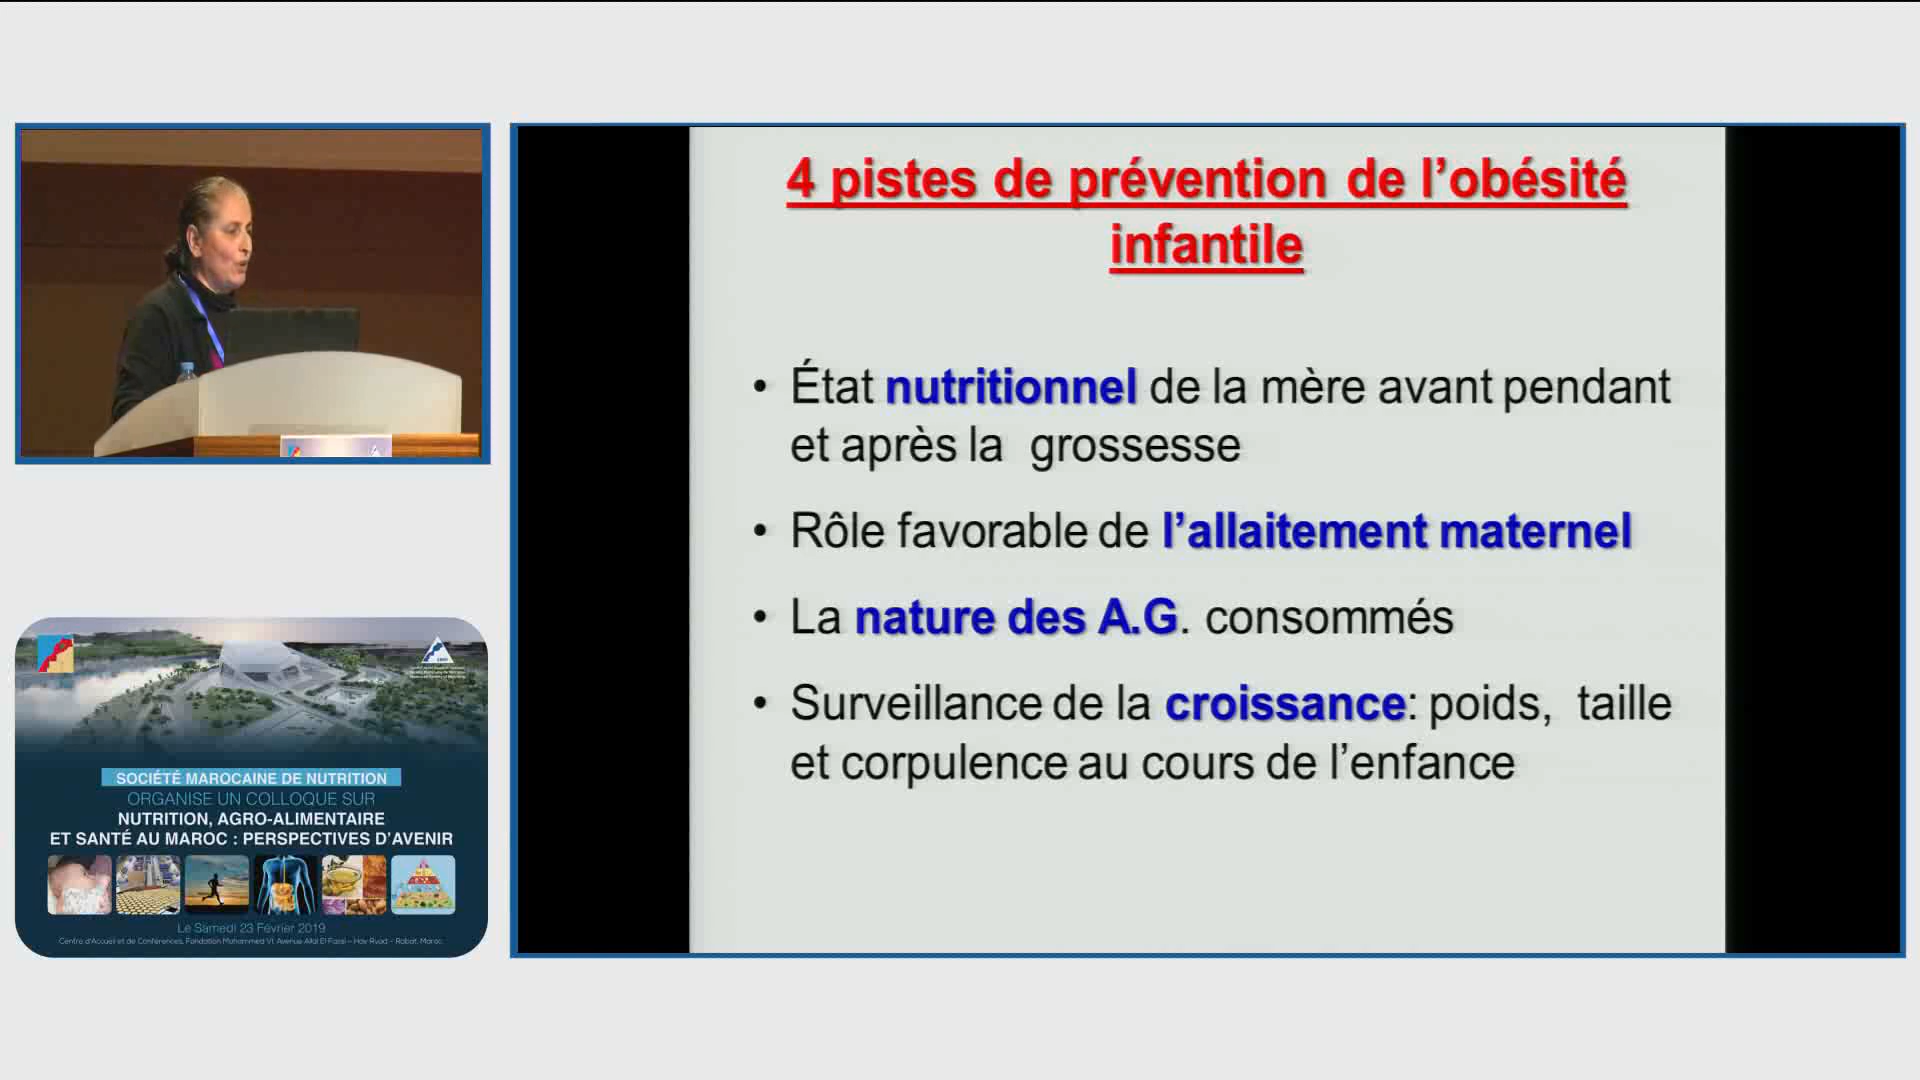 4 pistes de prévention de l’obésité
infantile
• État nutritionnel de la mère avant pendant
et après la grossesse
• Rôle favorable de l’allaitement maternel
• La nature des A.G. consommés
• Surveillance de la croissance: poids, taille
et corpulence au cours de l’enfance
SOCIÉTÉ MAROCAINE DE NUTRITION
ORGANISE UN COLLOQUE SUR
NUTRITION, AGRO-ALIMENTAIRE
ET SANTÉ AU MAROC : PERSPECTIVES D’AVENIR
Le Samedi 23 Février 2019
Centre d'Accueil et de Conférences, Fondation Mohammed VI, Avenue Allal El Fassi – Hay Ryad - Rabat, Maroc